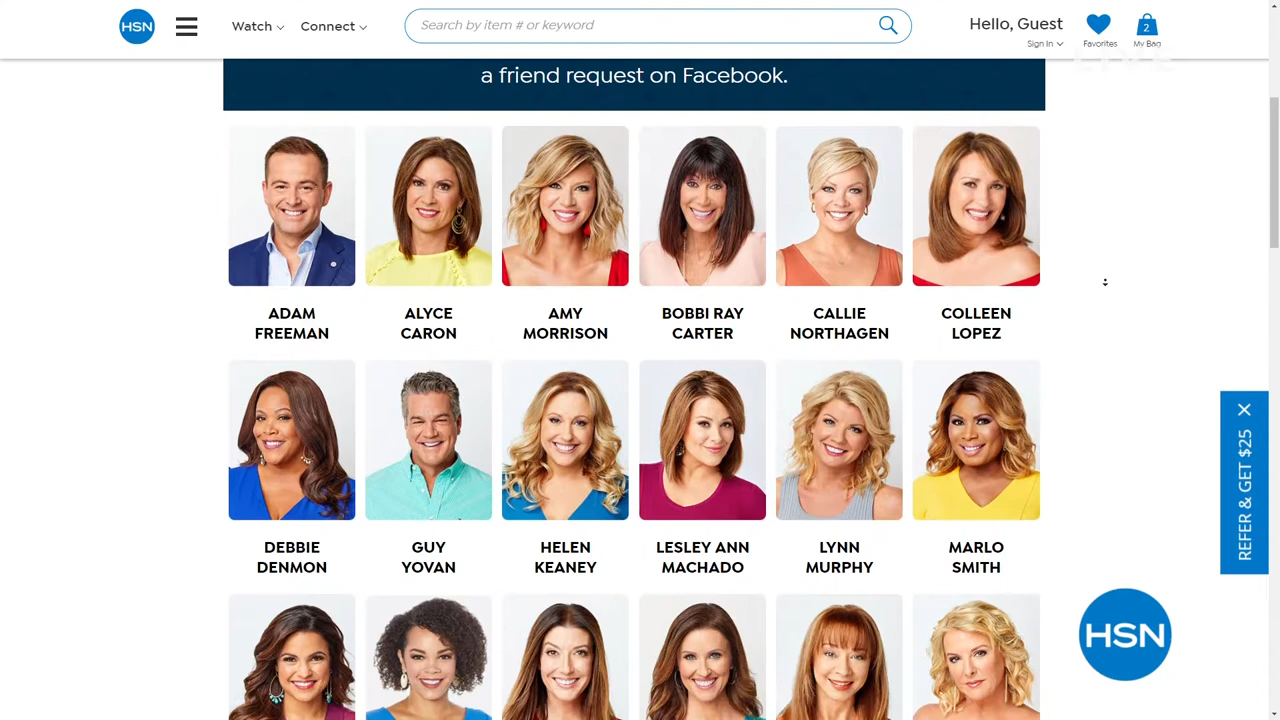 HSN
Watch
Connect
Search by item # or keyword
Hello, Guest
Sign In
Favorites
2
My Bag
LIVE
a friend request on Facebook.
ADAM
FREEMAN
ALYCE
CARON
AMY
MORRISON
BOBBI RAY
CARTER
CALLIE
NORTHAGEN
COLLEEN
LOPEZ
DEBBIE
DENMON
GUY
YOVAN
HELEN
KEANEY
LESLEY ANN
MACHADO
LYNN
MURPHY
MARLO
SMITH
REFER & GET $25
HSN